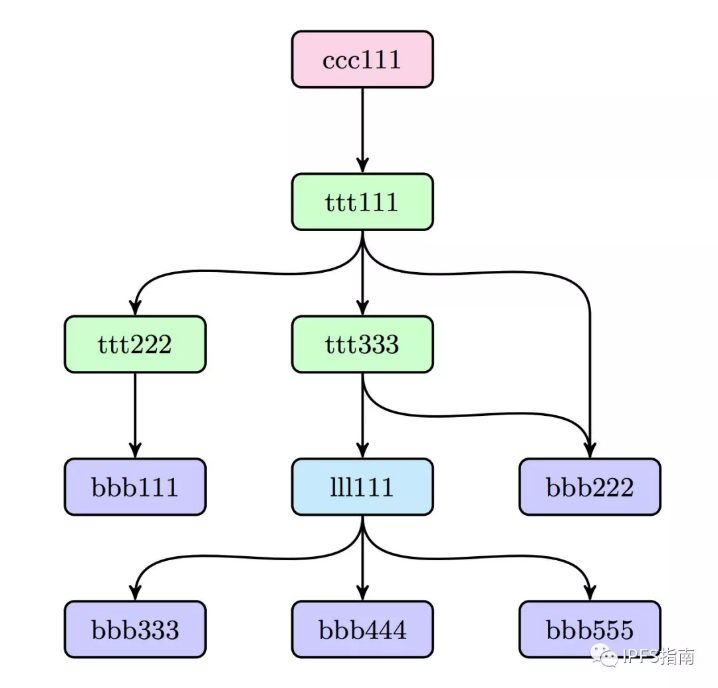 ccc111
ttt111
ttt222
ttt333
bbb111
lll111
bbb222
bbb333
bbb444
bbb555
IPFS指南